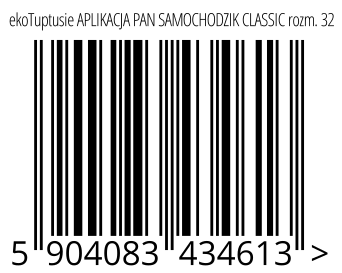 ekoTuptusie APLIKACJA PAN SAMOCHODZIK CLASSIC rozm. 32
5 904083 434613 >